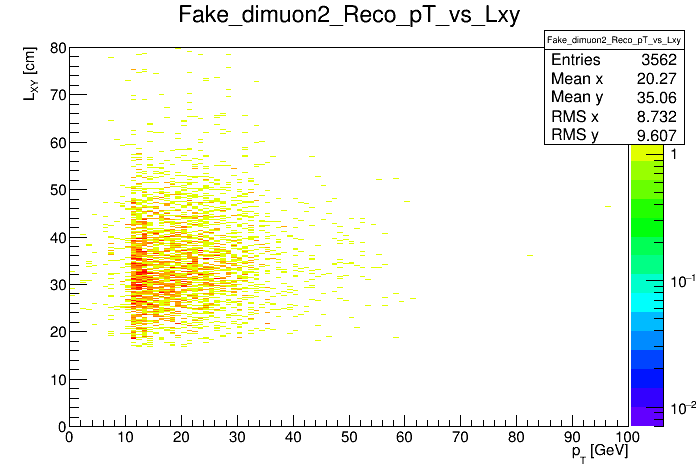 Fake_dimuon2_Reco_pT_vs_Lxy
Fake_dimuon2_Reco_pT_vs_Lxy
Entries 3562
Mean x 20.27
Mean y 35.06
RMS x 8.732
RMS y 9.607
L_XY [cm]
80
70
60
50
40
30
20
10
0
0 10 20 30 40 50 60 70 80 90 100
p_T [GeV]
1
10^-1
10^-2